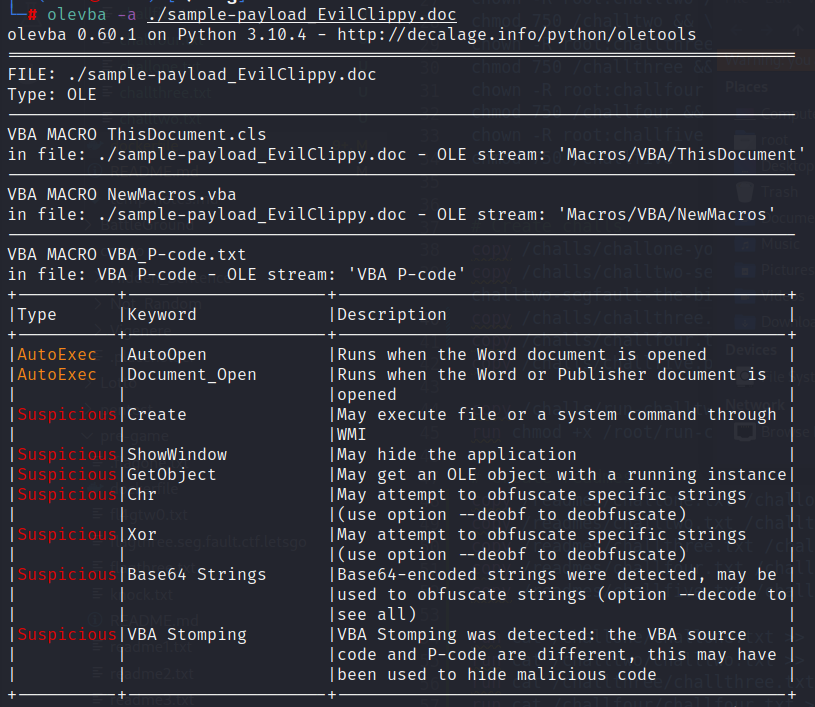 └─# olevba -a ./sample-payload_EvilClippy.doc
olevba 0.60.1 on Python 3.10.4 - http://decalage.info/python/oletools
===============================================================================
FILE: ./sample-payload_EvilClippy.doc
Type: OLE
-------------------------------------------------------------------------------
VBA MACRO ThisDocument.cls
in file: ./sample-payload_EvilClippy.doc - OLE stream: 'Macros/VBA/ThisDocument'
-------------------------------------------------------------------------------
VBA MACRO NewMacros.vba
in file: ./sample-payload_EvilClippy.doc - OLE stream: 'Macros/VBA/NewMacros'
-------------------------------------------------------------------------------
VBA MACRO VBA_P-code.txt
in file: VBA P-code - OLE stream: 'VBA P-code'
+----------+--------------------+---------------------------------------------+
|Type      |Keyword             |Description                                  |
+----------+--------------------+---------------------------------------------+
|AutoExec  |AutoOpen            |Runs when the Word document is opened        |
|AutoExec  |Document_Open       |Runs when the Word or Publisher document is  |
|          |                    |opened                                       |
|Suspicious|Create              |May execute file or a system command through |
|          |                    |WMI                                          |
|Suspicious|ShowWindow          |May hide the application                     |
|Suspicious|GetObject           |May get an OLE object with a running instance|
|Suspicious|Chr                 |May attempt to obfuscate specific strings    |
|          |                    |(use option --deobf to deobfuscate)          |
|Suspicious|Xor                 |May attempt to obfuscate specific strings    |
|          |                    |(use option --deobf to deobfuscate)          |
|Suspicious|Base64 Strings      |Base64-encoded strings were detected, may be |
|          |                    |used to obfuscate strings (option --decode to|
|          |                    |see all)                                     |
|Suspicious|VBA Stomping        |VBA Stomping was detected: the VBA source    |
|          |                    |code and P-code are different, this may have |
|          |                    |been used to hide malicious code             |
+----------+--------------------+---------------------------------------------+